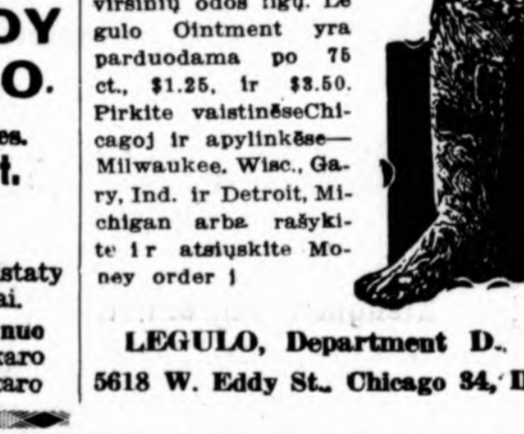 DY
O.
es.
t.
staty
ai.
nuo
karo
karo
viršinių odos ligų. Le
gulo Ointment yra
parduodama po 75
ct., $1.25, ir $3.50.
Pirkite vaistinėseChi-
cagoj ir apylinkėse—
Milwaukee, Wisc., Ga-
ry, Ind. ir Detroit, Mi-
chigan arba rašyki-
te ir atsiųskite Mo-
ney order į
LEGULO, Department D.
5618 W. Eddy St., Chicago 34,